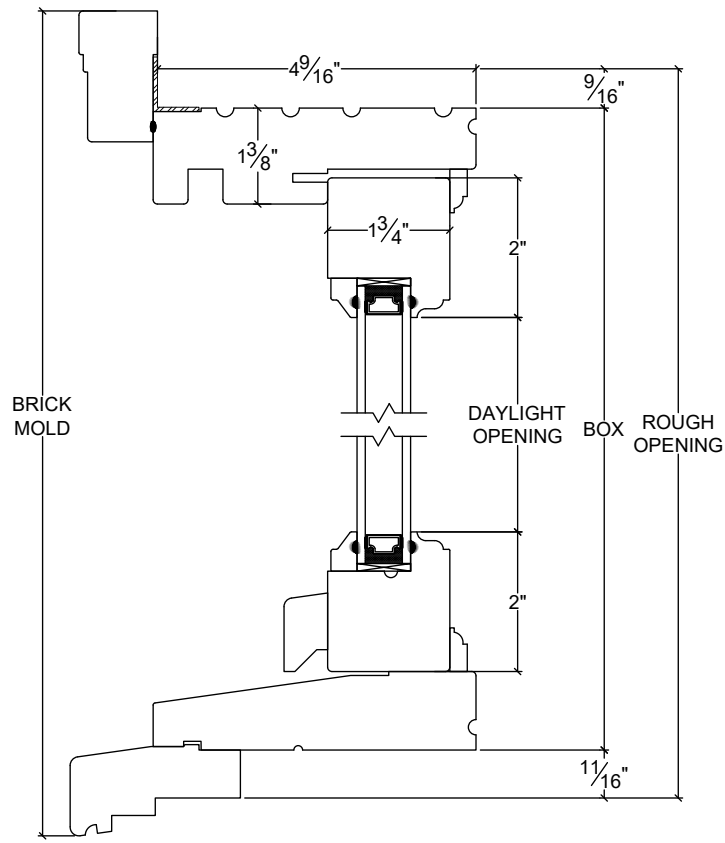 4 9/16"
9/16"
1 3/8"
1 3/4"
2"
BRICK
MOLD
DAYLIGHT
OPENING
BOX
ROUGH
OPENING
2"
11/16"